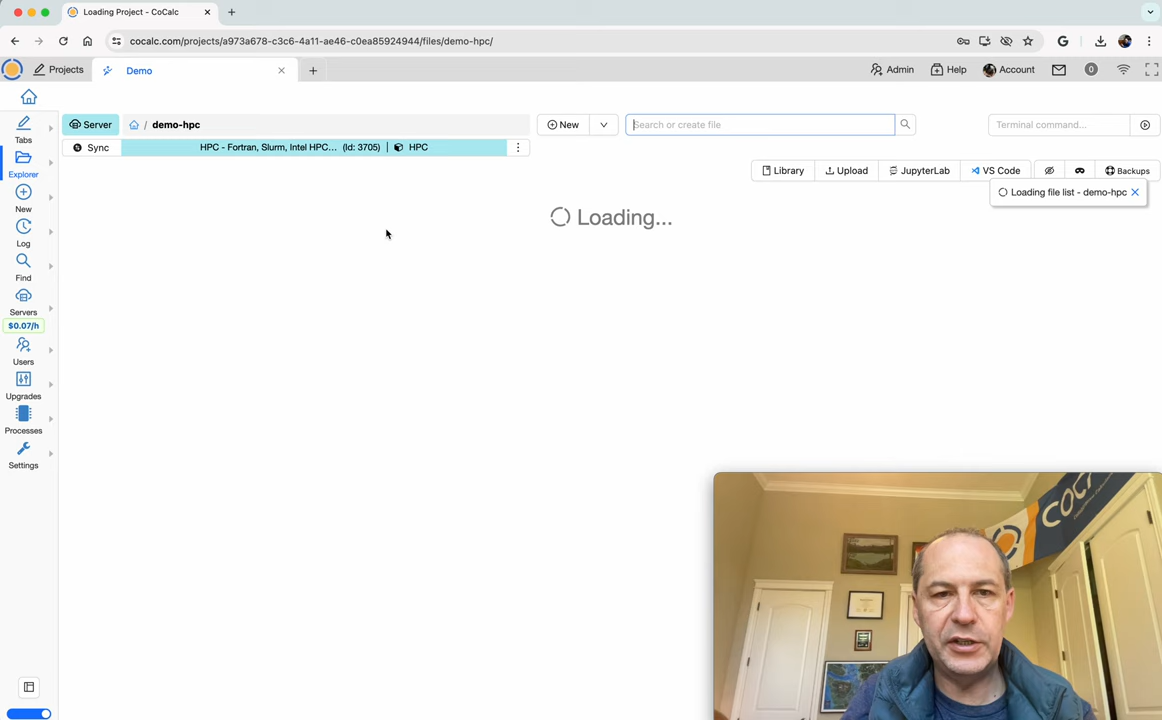 Loading Project - CoCalc
cocalc.com/projects/a973a678-c3c6-4a11-ae46-c0ea85924944/files/demo-hpc/
Projects
Demo
Admin
Help
Account
0
Server
/ demo-hpc
New
Search or create file
Terminal command...
Sync
HPC - Fortran, Slurm, Intel HPC... (Id: 3705)
HPC
Library
Upload
JupyterLab
VS Code
Backups
Loading file list - demo-hpc
Loading...
Tabs
Explorer
New
Log
Find
Servers
$0.07/h
Users
Upgrades
Processes
Settings